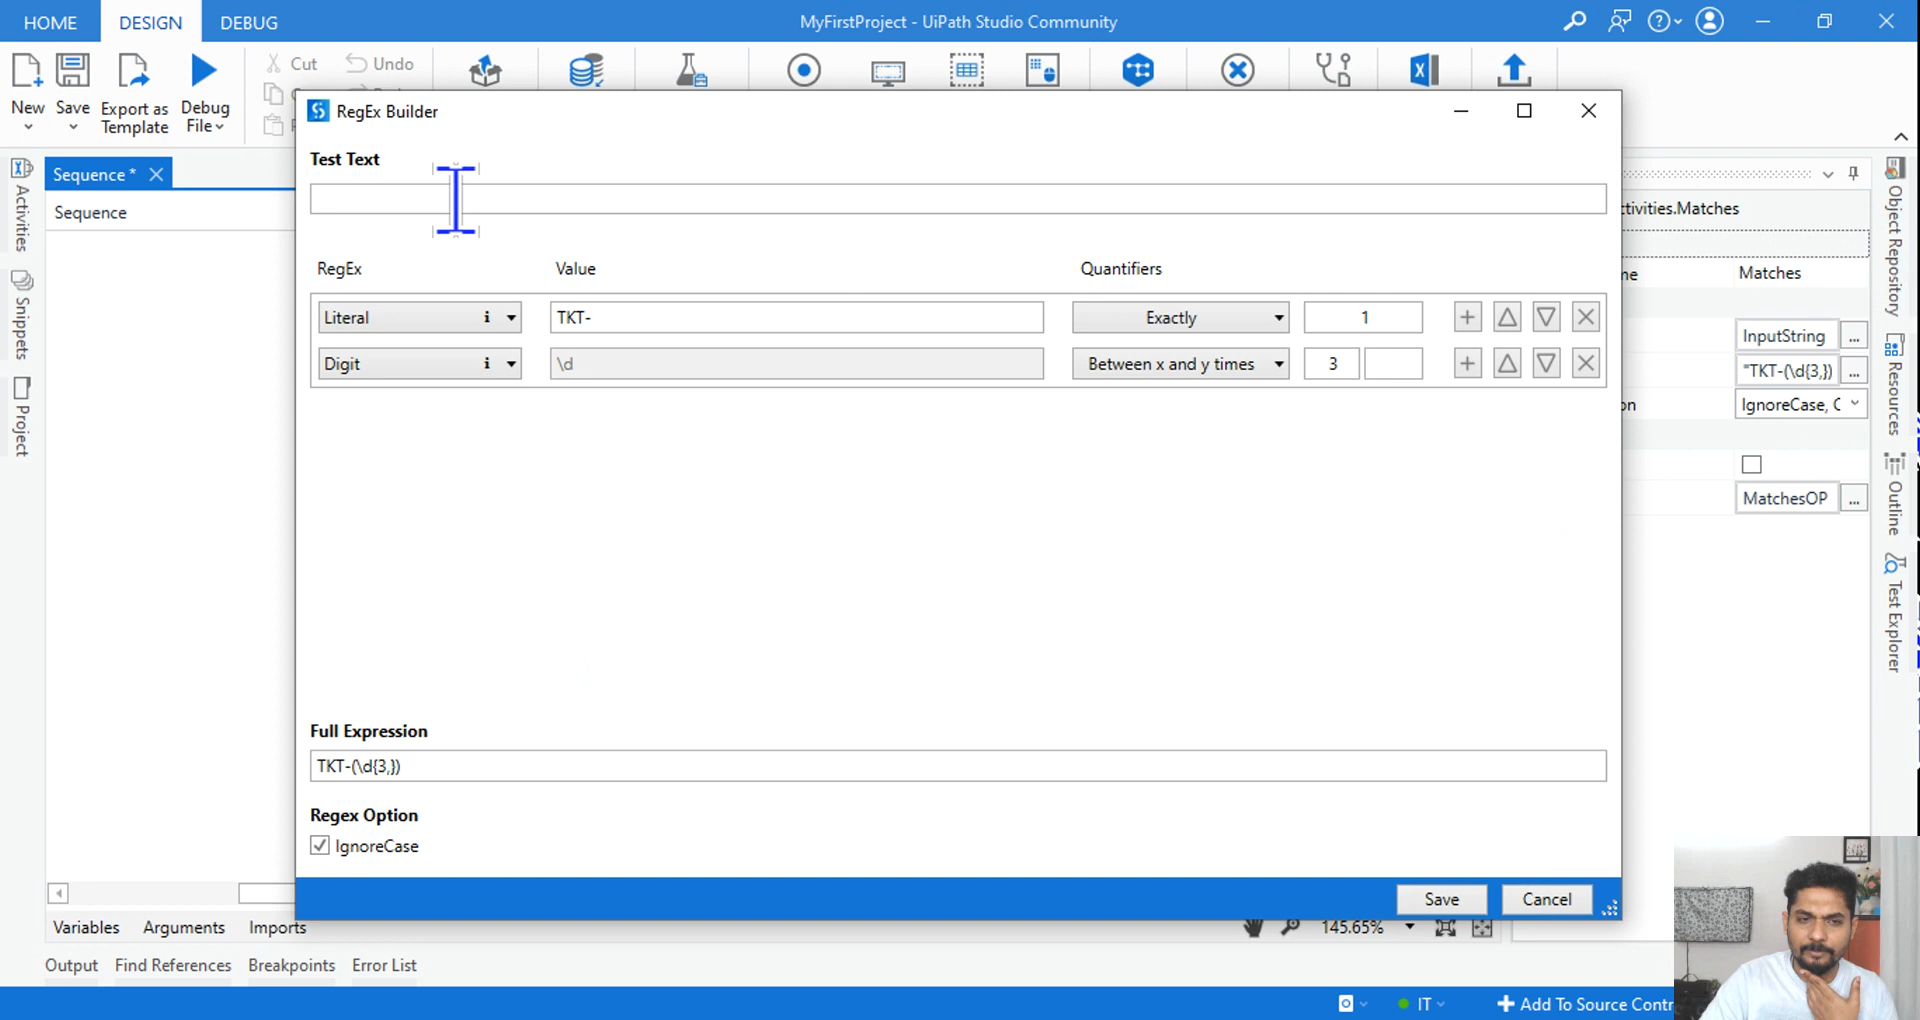 HOME DESIGN DEBUG MyFirstProject - UiPath Studio Community
New Save Export as Template Debug File Cut Undo
RegEx Builder
Test Text
Sequence * 
Sequence
RegEx Value Quantifiers
Literal i TKT- Exactly 1
Digit i \d Between x and y times 3
Full Expression
TKT-(\d{3,})
Regex Option
IgnoreCase
Save Cancel
Activities
Snippets
Project
tivities.Matches
ne Matches
InputString ...
"TKT-(\d{3,}) ...
on IgnoreCase, C
MatchesOP ...
Object Repository
Resources
Outline
Test Explorer
Variables Arguments Imports 145.65%
Output Find References Breakpoints Error List
IT Add To Source Contr